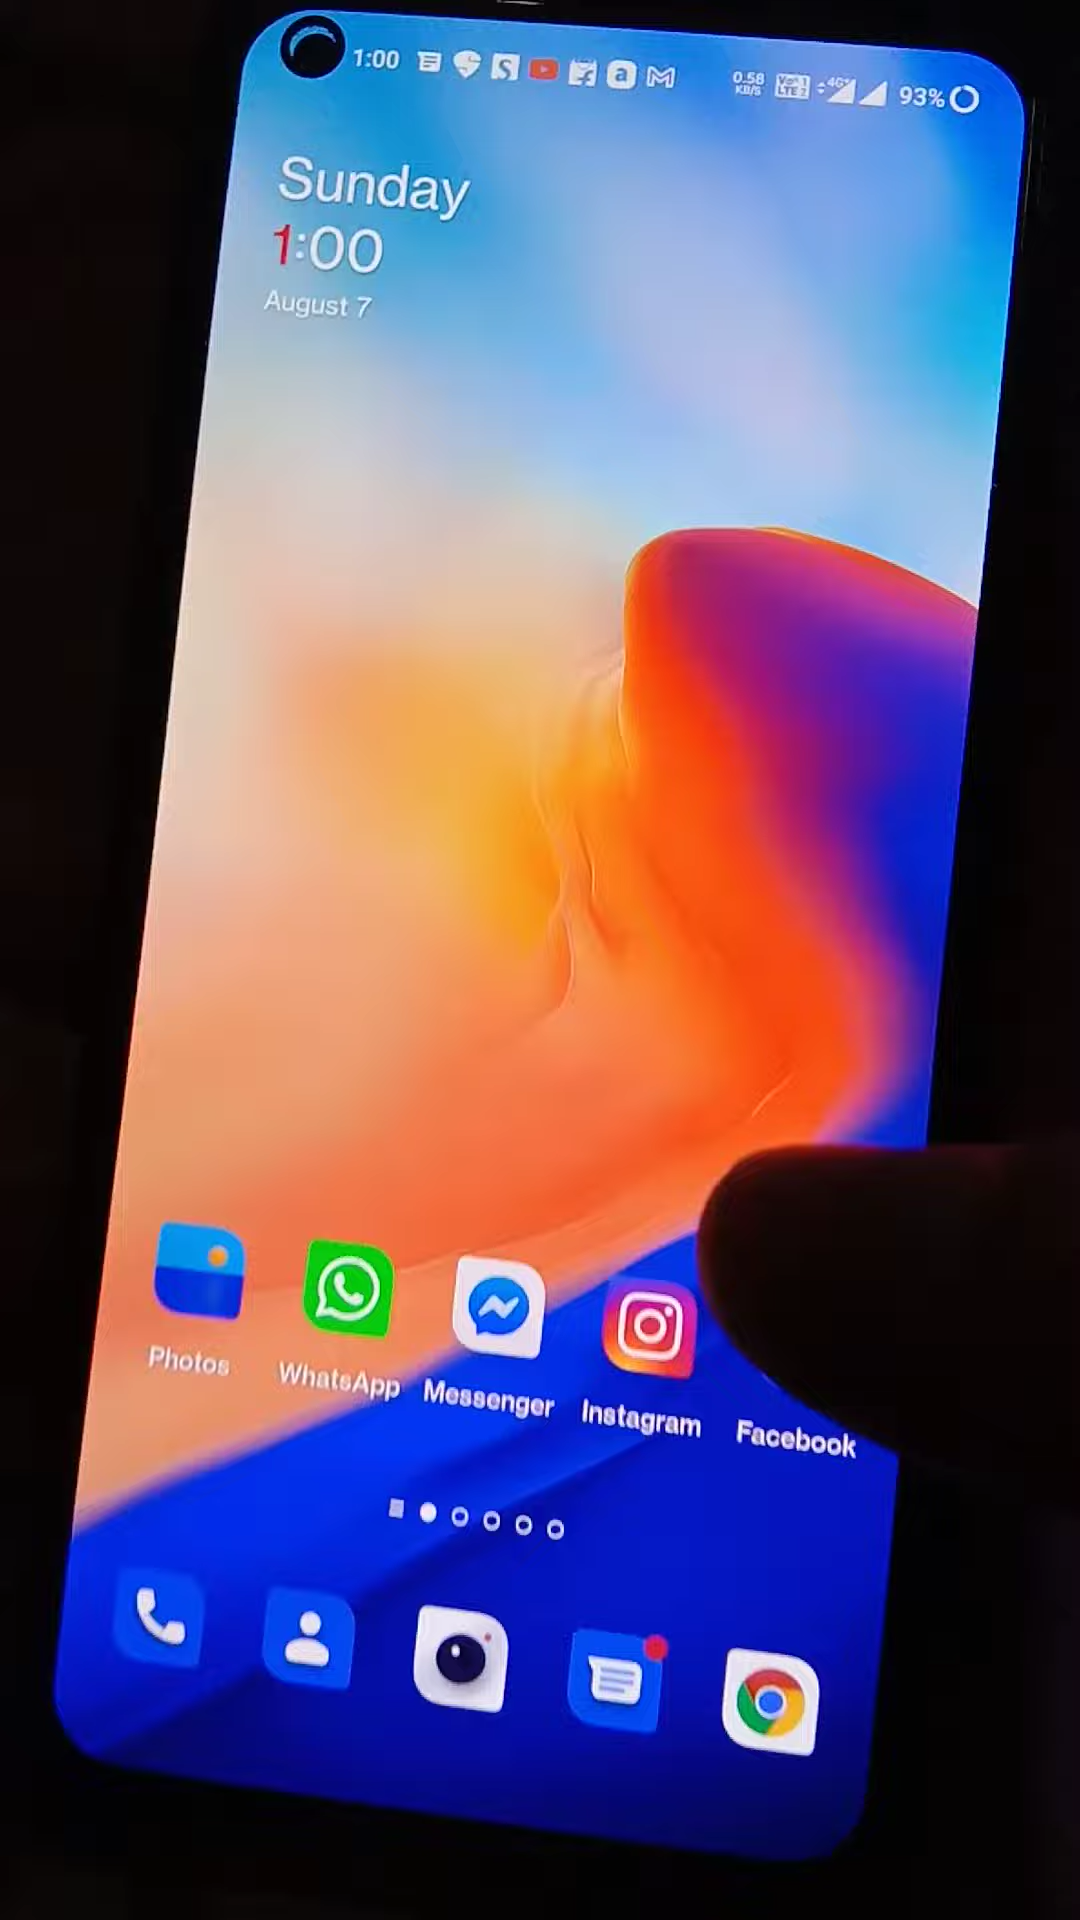 1:00
0.58 KB/S
4G
93%
Sunday
1:00
August 7
Photos
WhatsApp
Messenger
Instagram
Facebook